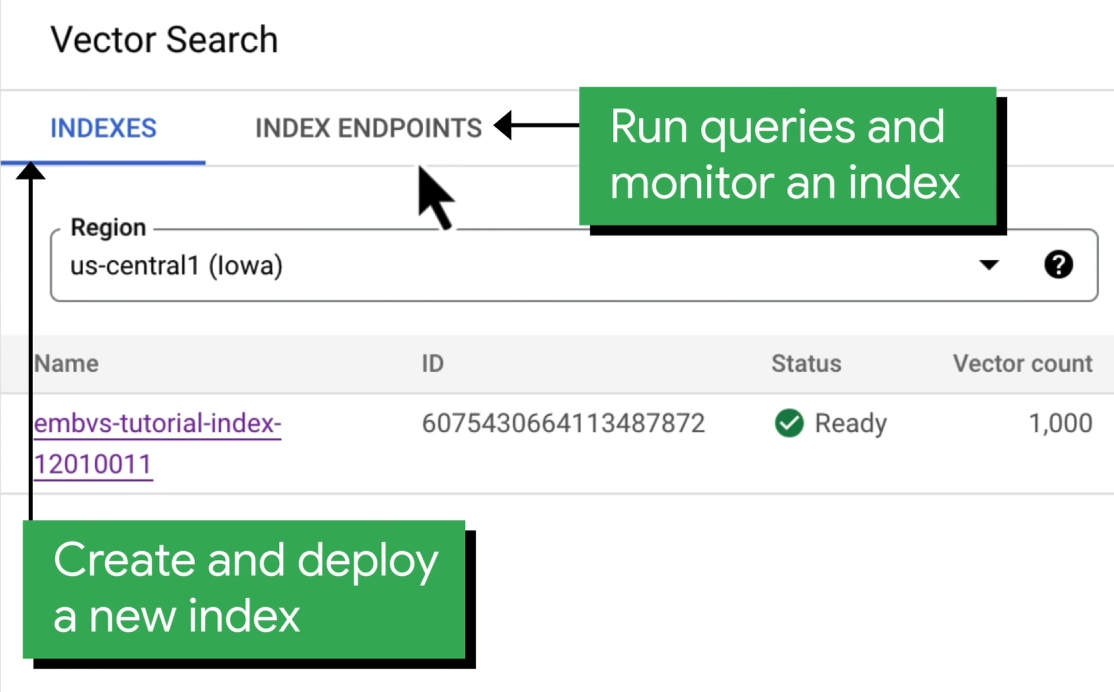 Vector Search
INDEXES
INDEX ENDPOINTS
Run queries and
monitor an index
Region
us-central1 (Iowa)
Name ID Status Vector count
embvs-tutorial-index- 6075430664113487872 Ready 1,000
12010011
Create and deploy
a new index